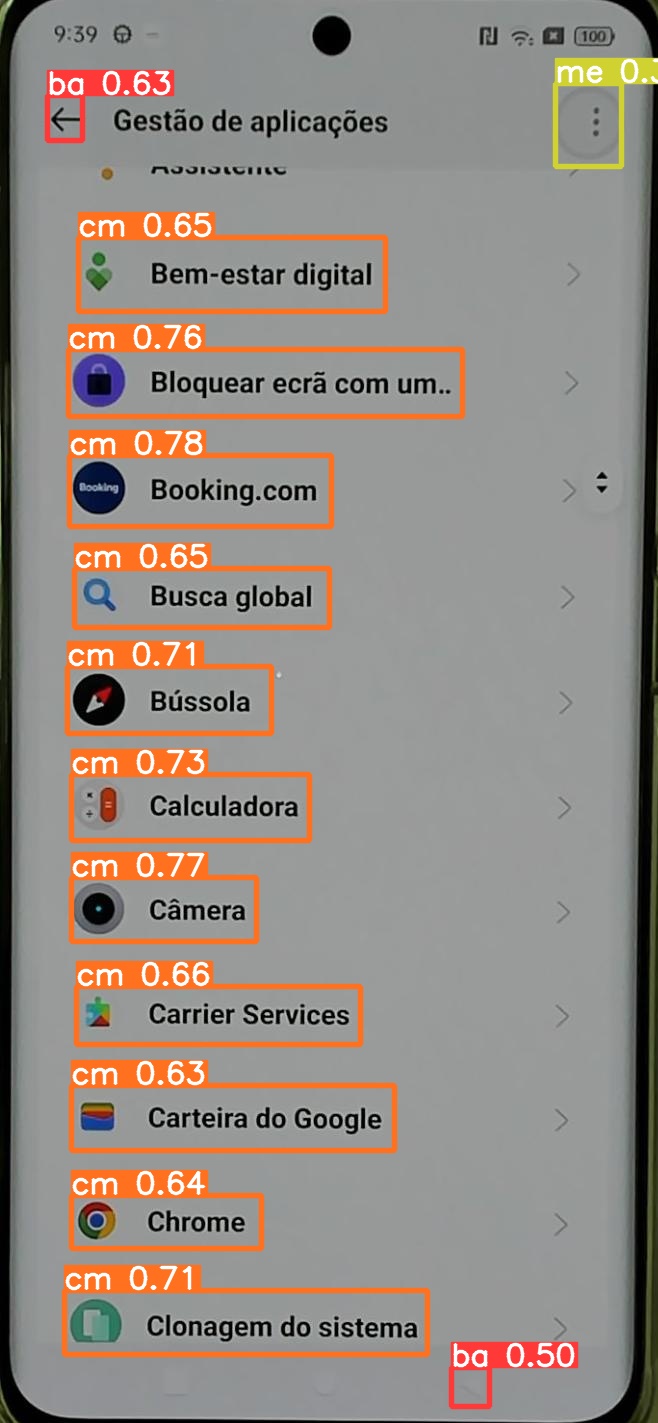 9:39
100
ba 0.63
me 0.3
Gestão de aplicações
Assistente
cm 0.65
Bem-estar digital
cm 0.76
Bloquear ecrã com um..
cm 0.78
Booking
Booking.com
cm 0.65
Busca global
cm 0.71
Bússola
cm 0.73
Calculadora
cm 0.77
Câmera
cm 0.66
Carrier Services
cm 0.63
Carteira do Google
cm 0.64
Chrome
cm 0.71
Clonagem do sistema
ba 0.50